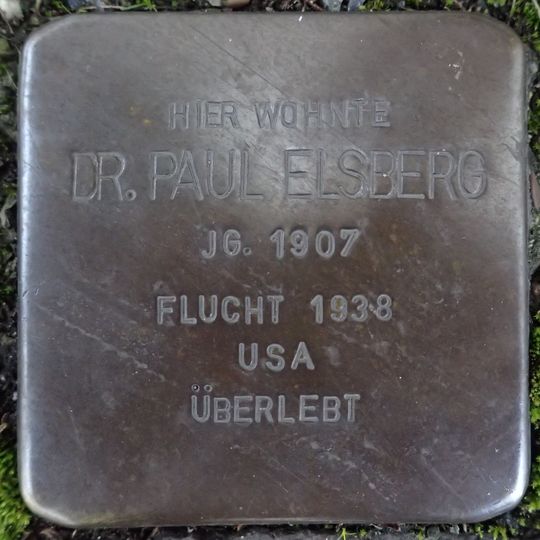 HIER WOHNTE
DR. PAUL ELSBERG
JG. 1907
FLUCHT 1938
USA
ÜBERLEBT